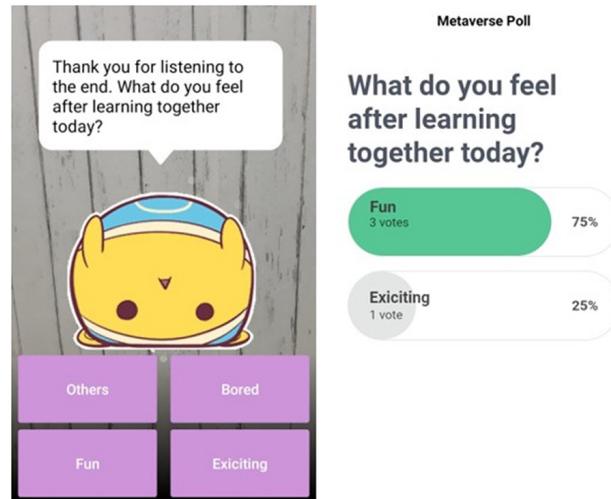 Thank you for listening to
the end. What do you feel
after learning together
today?
Others
Bored
Fun
Exiciting
Metaverse Poll
What do you feel
after learning
together today?
Fun
3 votes
75%
Exiciting
1 vote
25%